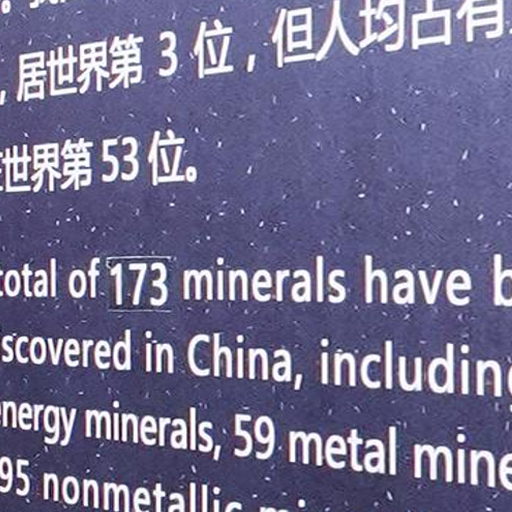 ，居世界第 3 位，但人均占有
世界第 53 位。
total of 173 minerals have b
scovered in China, including
energy minerals, 59 metal mine
95 nonmetallic mi